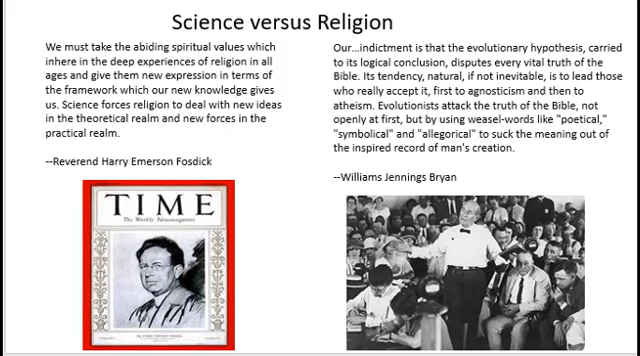 Science versus Religion
We must take the abiding spiritual values which
inhere in the deep experiences of religion in all
ages and give them new expression in terms of
the framework which our new knowledge gives
us. Science forces religion to deal with new ideas
in the theoretical realm and new forces in the
practical realm.
--Reverend Harry Emerson Fosdick
Our…indictment is that the evolutionary hypothesis, carried
to its logical conclusion, disputes every vital truth of the
Bible. Its tendency, natural, if not inevitable, is to lead those
who really accept it, first to agnosticism and then to
atheism. Evolutionists attack the truth of the Bible, not
openly at first, but by using weasel-words like "poetical,"
"symbolical" and "allegorical" to suck the meaning out of
the inspired record of man's creation.
--Williams Jennings Bryan
TIME
The Weekly Newsmagazine